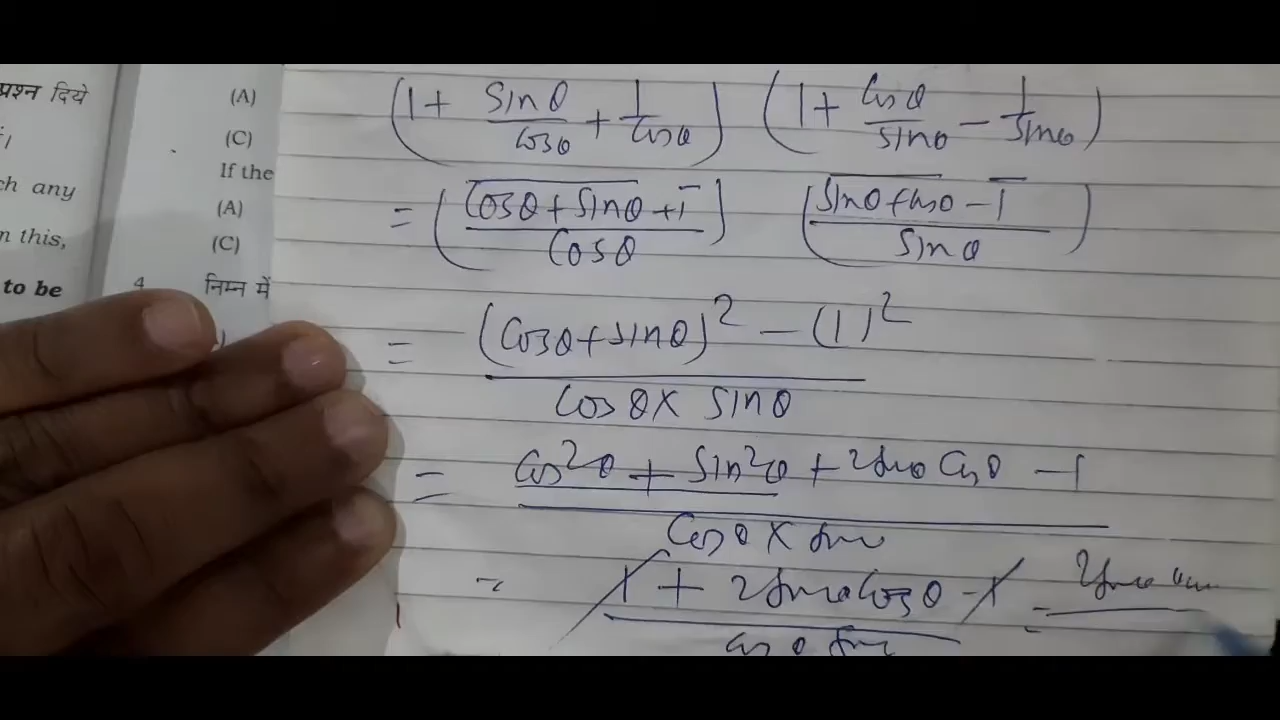 प्रश्न दिये
ch any
n this,
to be
(A)
(C)
If the
(A)
(C)
4
निम्न में
(1 + sinθ/cosθ + 1/cosθ) (1 + cosθ/sinθ - 1/sinθ)
= (cosθ + sinθ + 1/cosθ) (sinθ + cosθ - 1/sinθ)
= (cosθ + sinθ)² - (1)²/cosθ × sinθ
= cos²θ + sin²θ + 2sinθ cosθ - 1/cosθ × sinθ
= 1 + 2sinθ cosθ - 1/cosθ sinθ =